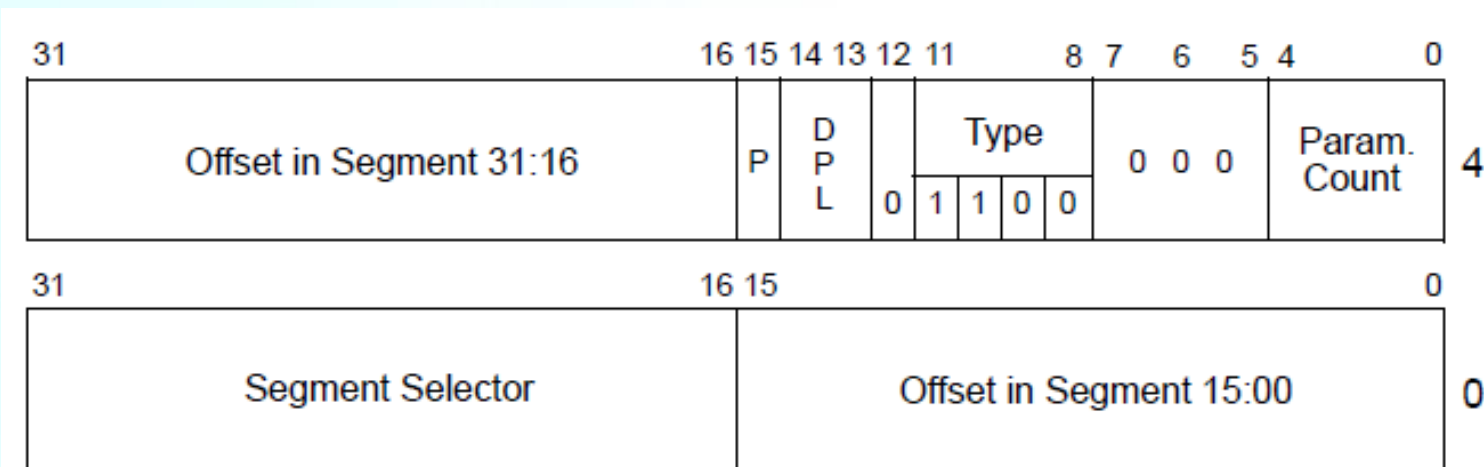 31 16 15 14 13 12 11 8 7 6 5 4 0
Offset in Segment 31:16 P D P L 0 Type 1 1 0 0 0 0 0 Param. Count 4
31 16 15 0
Segment Selector Offset in Segment 15:00 0